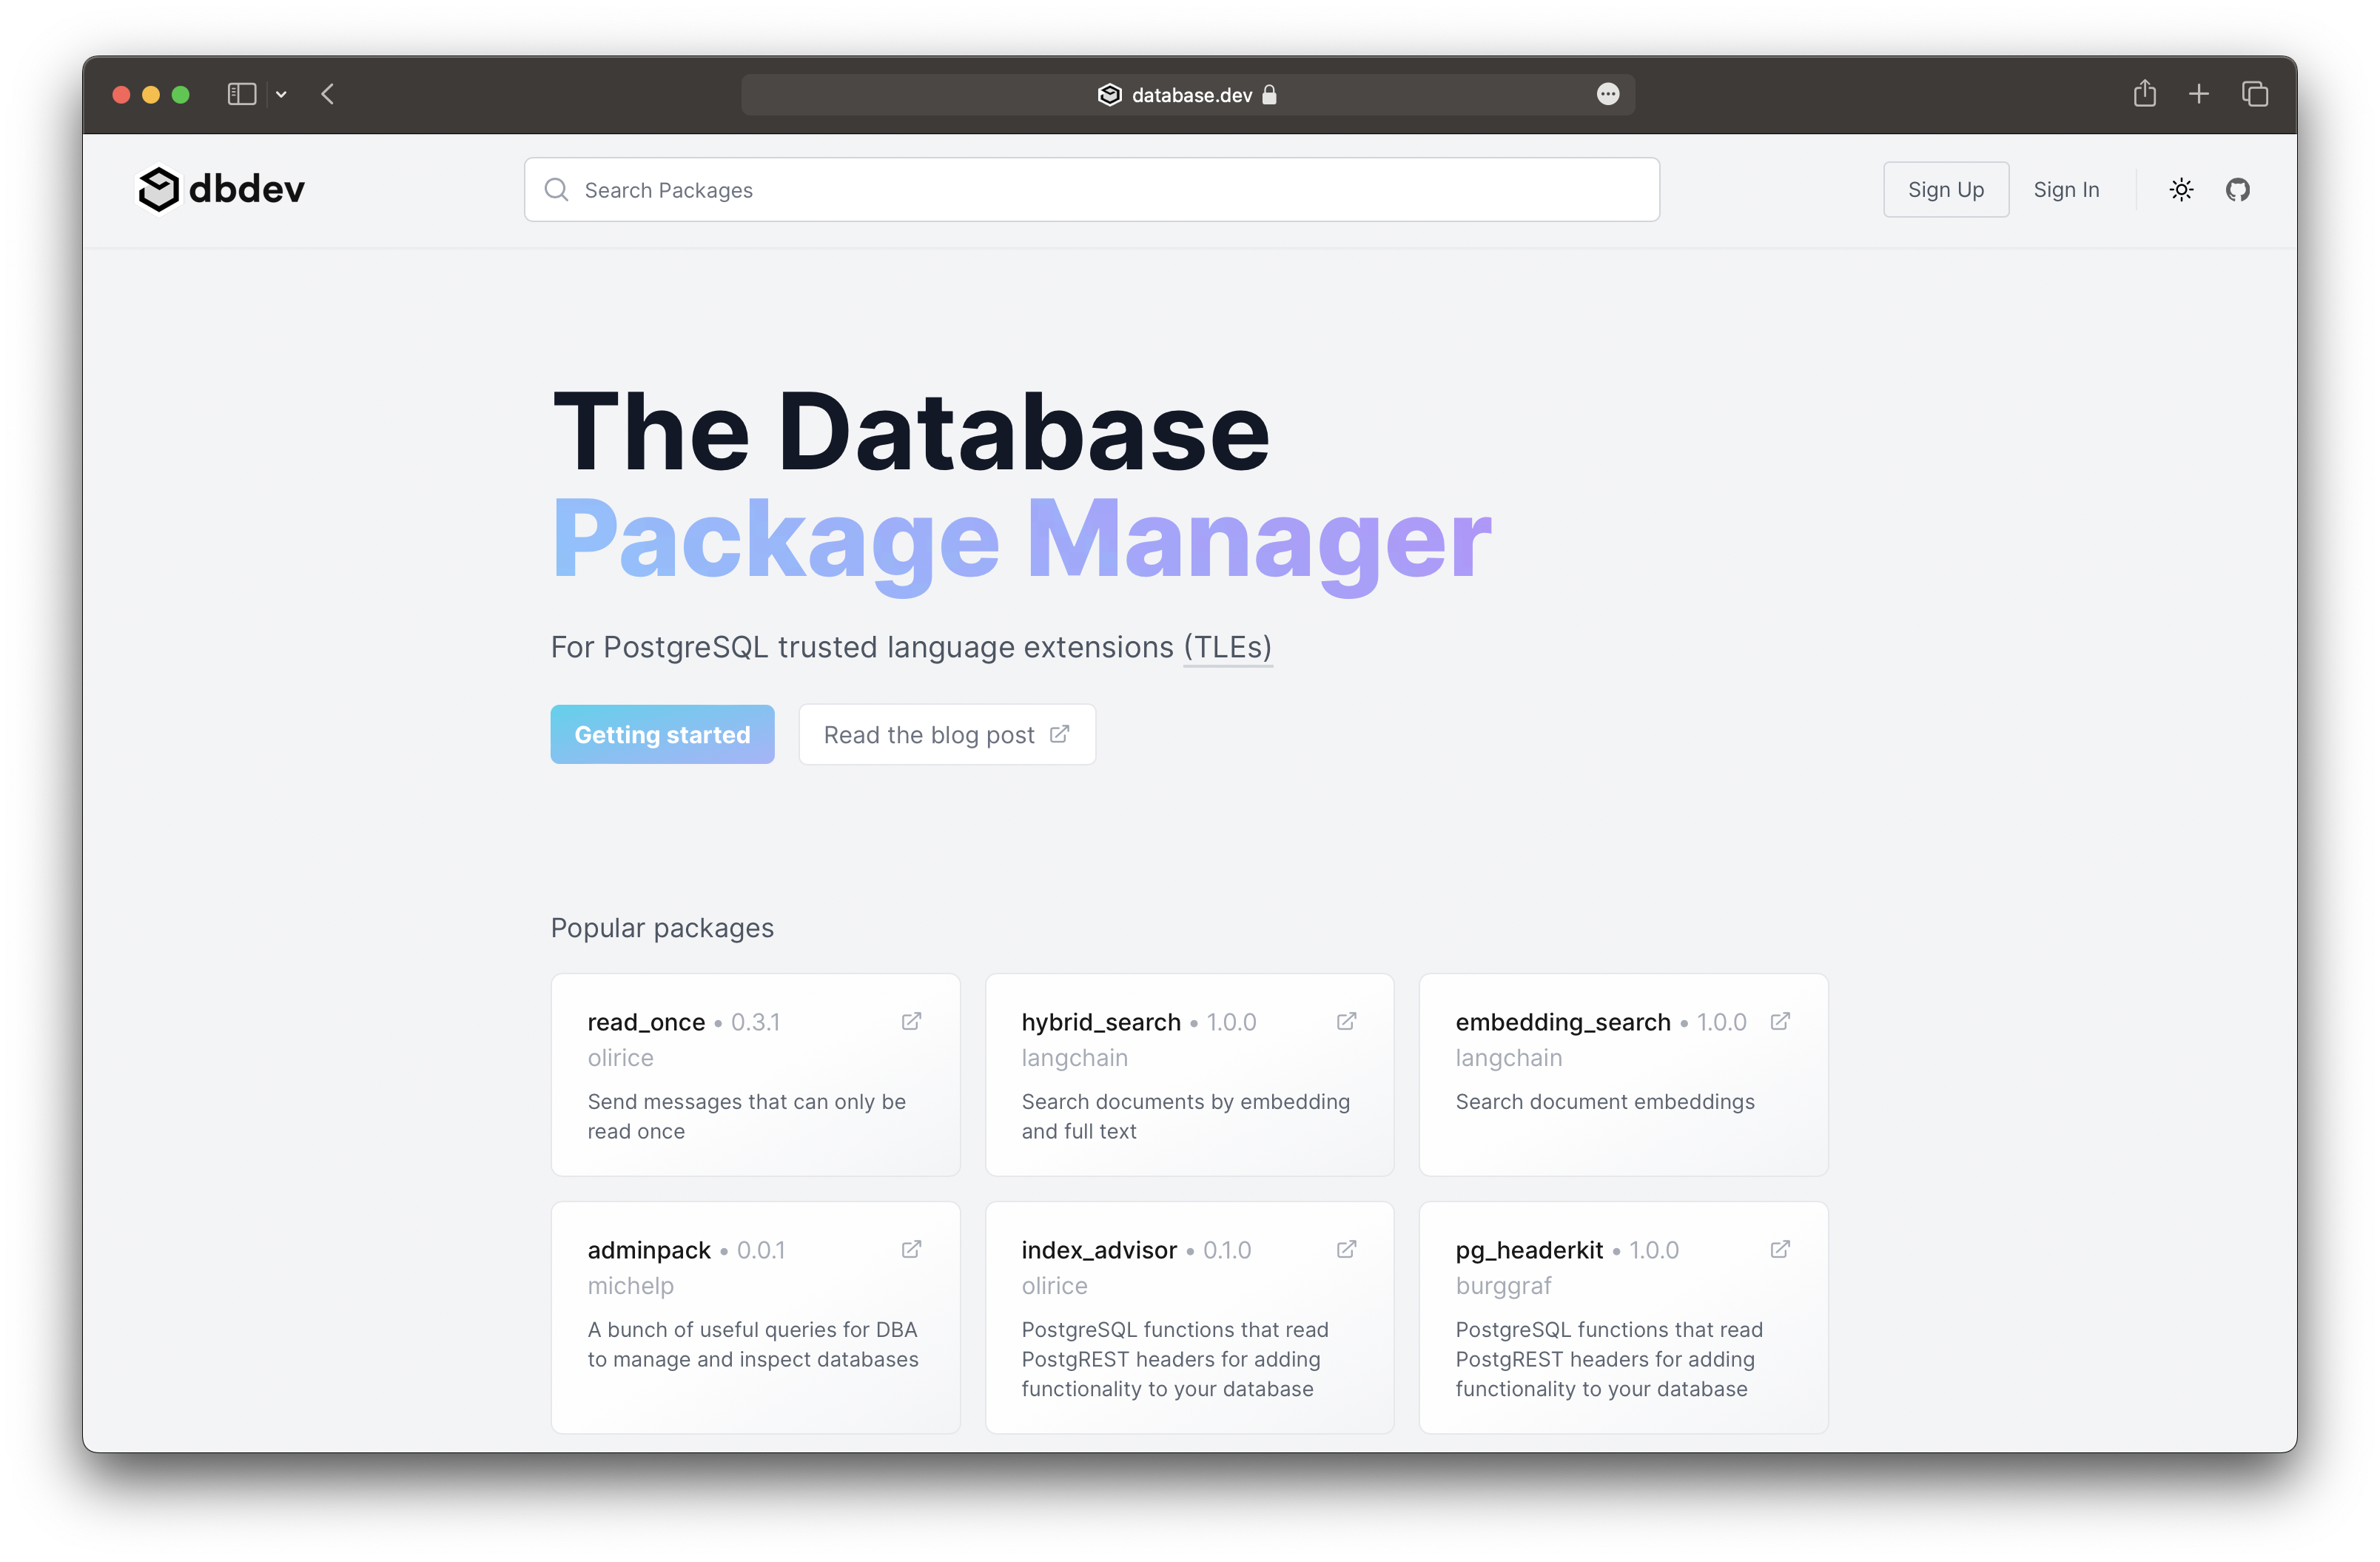 database.dev
dbdev
Search Packages
Sign Up
Sign In
The Database
Package Manager
For PostgreSQL trusted language extensions (TLEs)
Getting started
Read the blog post
Popular packages
read_once • 0.3.1
olirice
Send messages that can only be
read once
hybrid_search • 1.0.0
langchain
Search documents by embedding
and full text
embedding_search • 1.0.0
langchain
Search document embeddings
adminpack • 0.0.1
michelp
A bunch of useful queries for DBA
to manage and inspect databases
index_advisor • 0.1.0
olirice
PostgreSQL functions that read
PostgREST headers for adding
functionality to your database
pg_headerkit • 1.0.0
burggraf
PostgreSQL functions that read
PostgREST headers for adding
functionality to your database